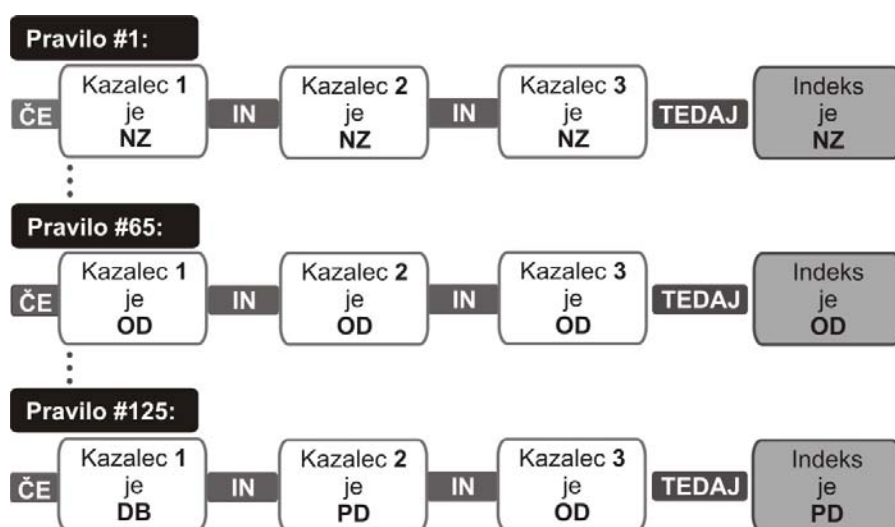 Pravilo #1:
Kazalec 1 Kazalec 2 Kazalec 3 Indeks
ČE je IN je IN je TEDAJ je
NZ NZ NZ NZ
Pravilo #65:
Kazalec 1 Kazalec 2 Kazalec 3 Indeks
ČE je IN je IN je TEDAJ je
OD OD OD OD
Pravilo #125:
Kazalec 1 Kazalec 2 Kazalec 3 Indeks
ČE je IN je IN je TEDAJ je
DB PD OD PD